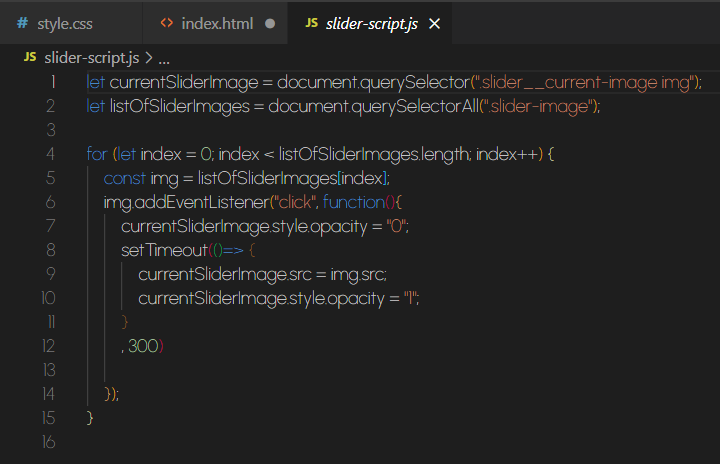 # style.css <> index.html ● JS slider-script.js ×
JS slider-script.js > ...
1 let currentSliderImage = document.querySelector(".slider__current-image img");
2 let listOfSliderImages = document.querySelectorAll(".slider-image");
3
4 for (let index = 0; index < listOfSliderImages.length; index++) {
5 const img = listOfSliderImages[index];
6 img.addEventListener("click", function(){
7 currentSliderImage.style.opacity = "0";
8 setTimeout(()=> {
9 currentSliderImage.src = img.src;
10 currentSliderImage.style.opacity = "1";
11 }
12 , 300)
13
14 });
15 }
16